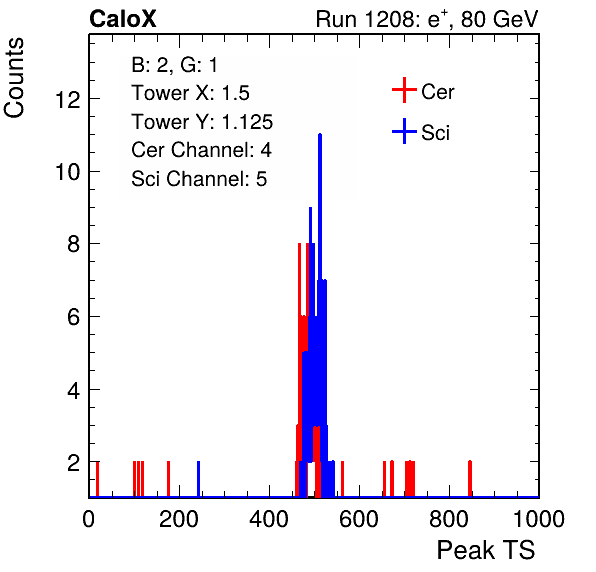 CaloX
Run 1208: e+, 80 GeV
Counts
B: 2, G: 1
Tower X: 1.5
Tower Y: 1.125
Cer Channel: 4
Sci Channel: 5
Cer
Sci
12
10
8
6
4
2
0 200 400 600 800 1000
Peak TS